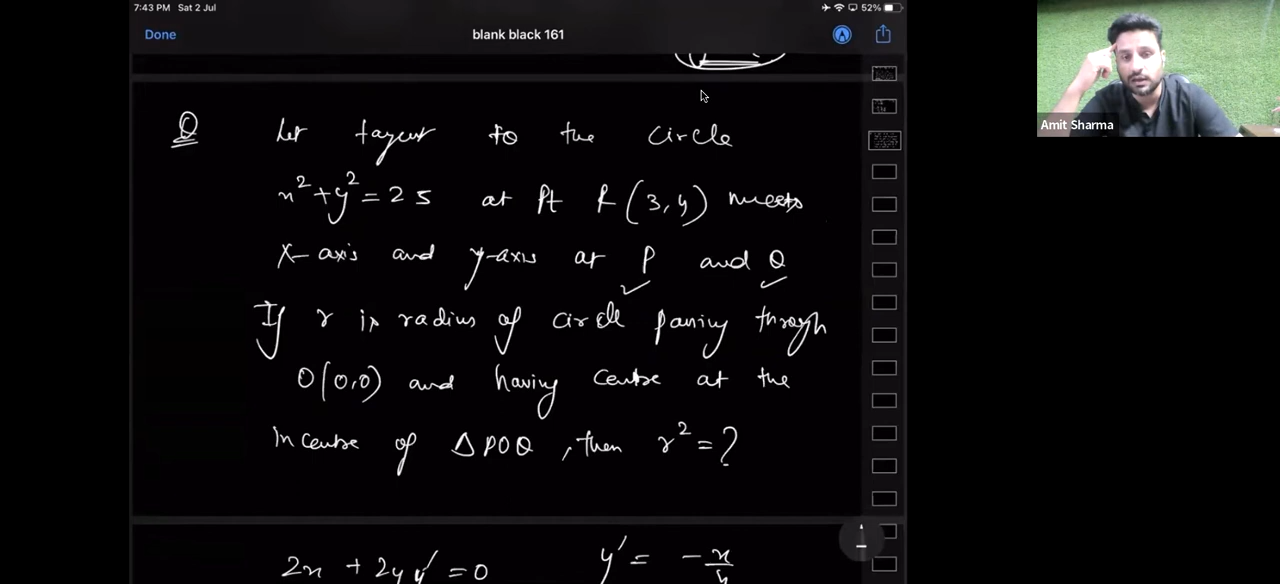 7:43 PM Sat 2 Jul
52%
Done
blank black 161
Amit Sharma
Q Let tangent to the circle
x²+y²=25 at pt R(3,4) meets
X-axis and y-axis at P and Q
If r is radius of circle passing through
O(0,0) and having centre at the
incentre of △POQ, then r²=?
2x + 2yy' = 0 y' = -x/y